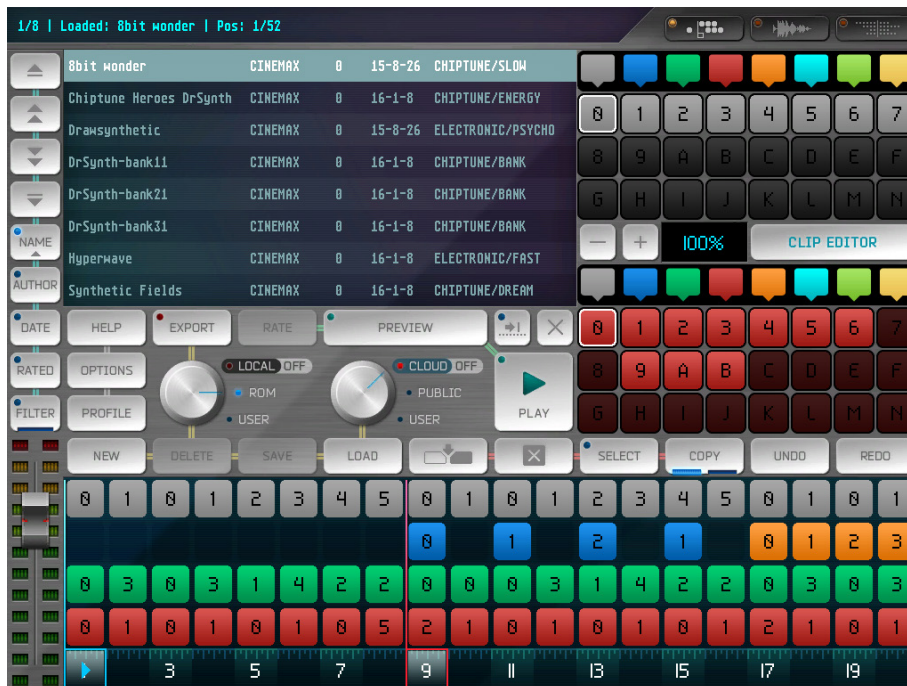 1/8 | Loaded: 8bit wonder | Pos: 1/52
8bit wonder CINEMAX 0 15-8-26 CHIPTUNE/SLOW
Chiptune Heroes DrSynth CINEMAX 0 16-1-8 CHIPTUNE/ENERGY
Drawsynthetic CINEMAX 0 15-8-26 ELECTRONIC/PSYCHO
DrSynth-bank11 CINEMAX 0 16-1-8 CHIPTUNE/BANK
DrSynth-bank21 CINEMAX 0 16-1-8 CHIPTUNE/BANK
DrSynth-bank31 CINEMAX 0 16-1-8 CHIPTUNE/BANK
Hyperwave CINEMAX 0 16-1-8 ELECTRONIC/FAST
Synthetic Fields CINEMAX 0 16-1-8 CHIPTUNE/DREAM
NAME
AUTHOR
DATE
RATED
FILTER
0 1 2 3 4 5 6 7
8 9 A B C D E F
G H I J K L M N
− + 100% CLIP EDITOR
0 1 2 3 4 5 6 7
8 9 A B C D E F
G H I J K L M N
HELP EXPORT RATE PREVIEW
OPTIONS LOCAL OFF CLOUD OFF
ROM PUBLIC
PROFILE USER USER PLAY
NEW DELETE SAVE LOAD SELECT COPY UNDO REDO
0 1 0 1 2 3 4 5 0 1 0 1 2 3 4 5 0 1 0 1
0 1 2 1 0 1 2 3
0 3 0 3 1 4 2 2 0 0 0 3 1 4 2 2 0 3 0 3
0 1 0 1 0 1 0 5 2 1 0 1 0 1 0 1 2 1 0 1
3 5 7 9 11 13 15 17 19